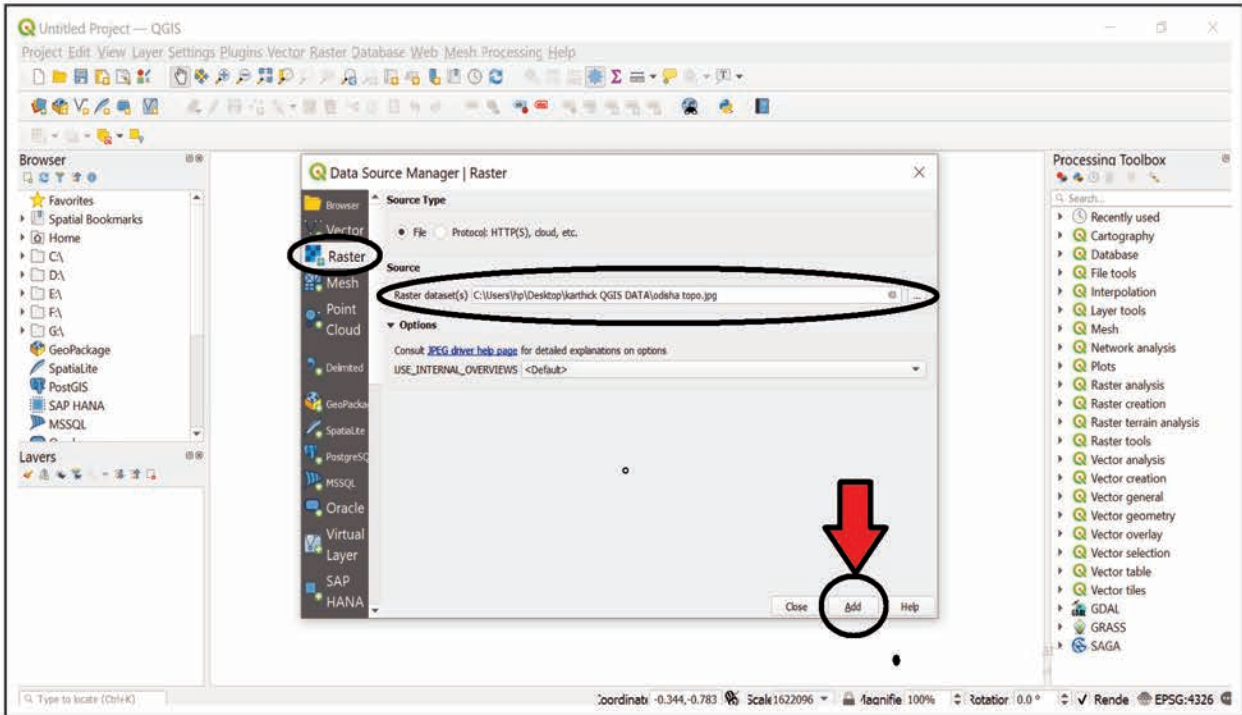 Untitled Project — QGIS
Project Edit View Layer Settings Plugins Vector Raster Database Web Mesh Processing Help
Browser
Favorites
Spatial Bookmarks
Home
C:\
D:\
E:\
F:\
G:\
GeoPackage
SpatiaLite
PostGIS
SAP HANA
MSSQL
Layers
Data Source Manager | Raster
Browser
Vector
Raster
Mesh
Point
Cloud
Delimited
GeoPacka
SpatiaLite
PostgreSQ
MSSQL
Oracle
Virtual
Layer
SAP
HANA
Source Type
File Protocol: HTTP(S), cloud, etc.
Source
Raster dataset(s) C:\Users\hp\Desktop\karthick QGIS DATA\odisha topo.jpg ...
Options
Consult JPEG driver help page for detailed explanations on options
USE_INTERNAL_OVERVIEWS <Default>
Close Add Help
Processing Toolbox
Search...
Recently used
Cartography
Database
File tools
Interpolation
Layer tools
Mesh
Network analysis
Plots
Raster analysis
Raster creation
Raster terrain analysis
Raster tools
Vector analysis
Vector creation
Vector general
Vector geometry
Vector overlay
Vector selection
Vector table
Vector tiles
GDAL
GRASS
SAGA
Type to locate (Ctrl+K) Coordinate -0.344,-0.783 Scale 1622096 Magnifie 100% Rotation 0.0 ° Rende EPSG:4326